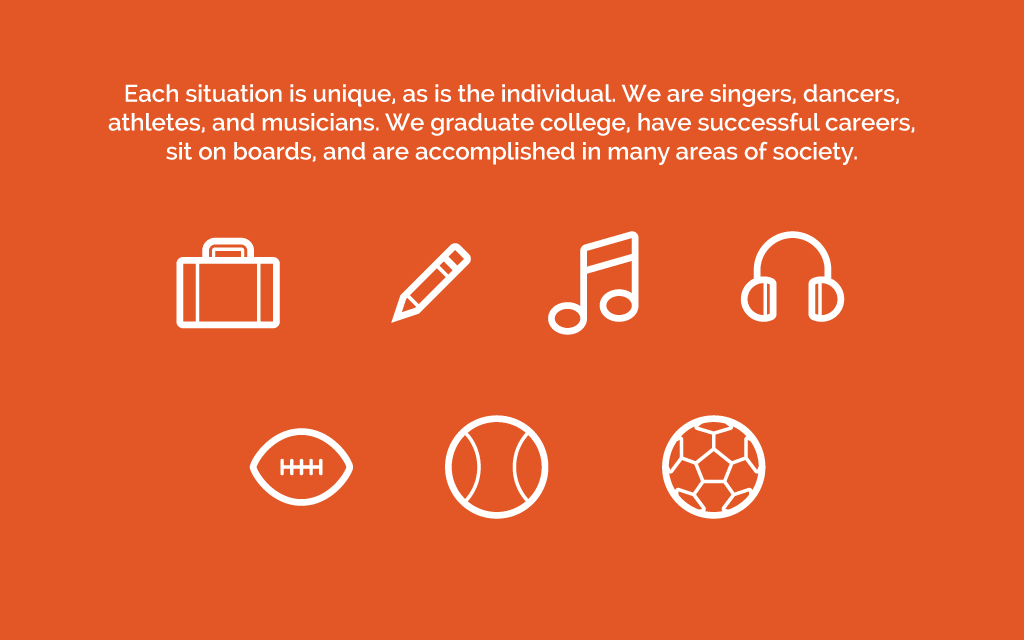 Each situation is unique, as is the individual. We are singers, dancers,
athletes, and musicians. We graduate college, have successful careers,
sit on boards, and are accomplished in many areas of society.